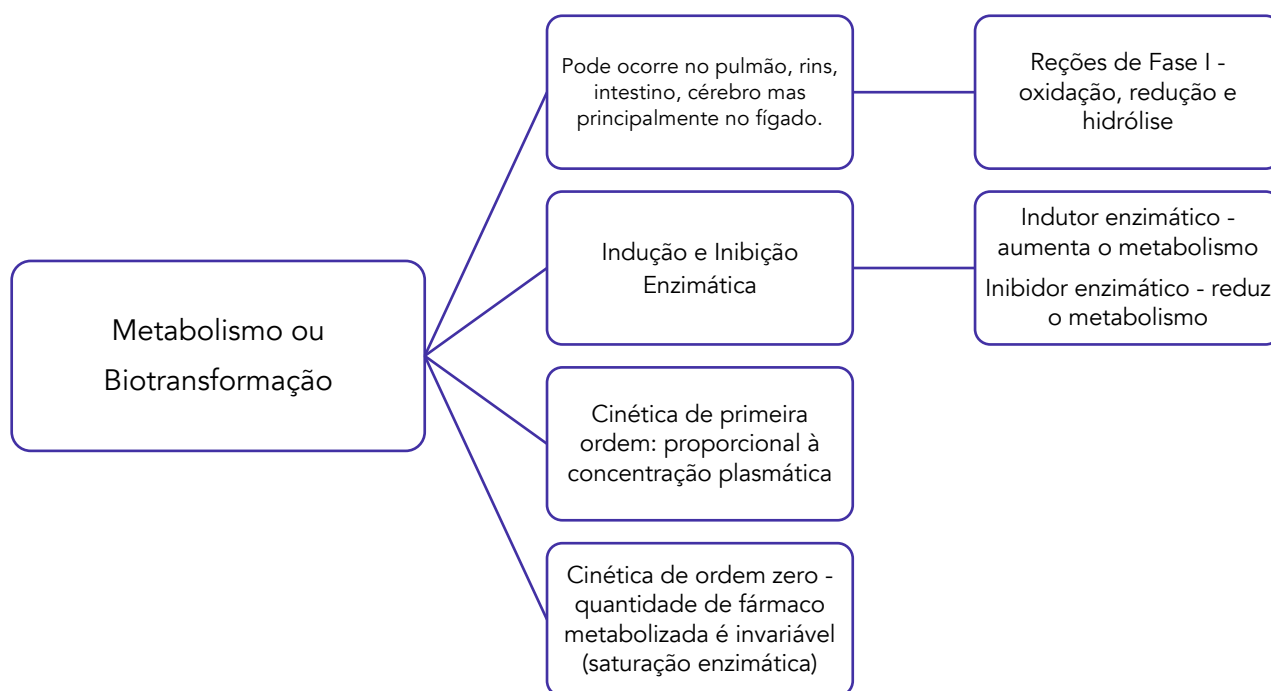 Metabolismo ou
Biotransformação
Pode ocorre no pulmão, rins,
intestino, cérebro mas
principalmente no fígado.
Reções de Fase I -
oxidação, redução e
hidrólise
Indução e Inibição
Enzimática
Indutor enzimático -
aumenta o metabolismo
Inibidor enzimático - reduz
o metabolismo
Cinética de primeira
ordem: proporcional à
concentração plasmática
Cinética de ordem zero -
quantidade de fármaco
metabolizada é invariável
(saturação enzimática)